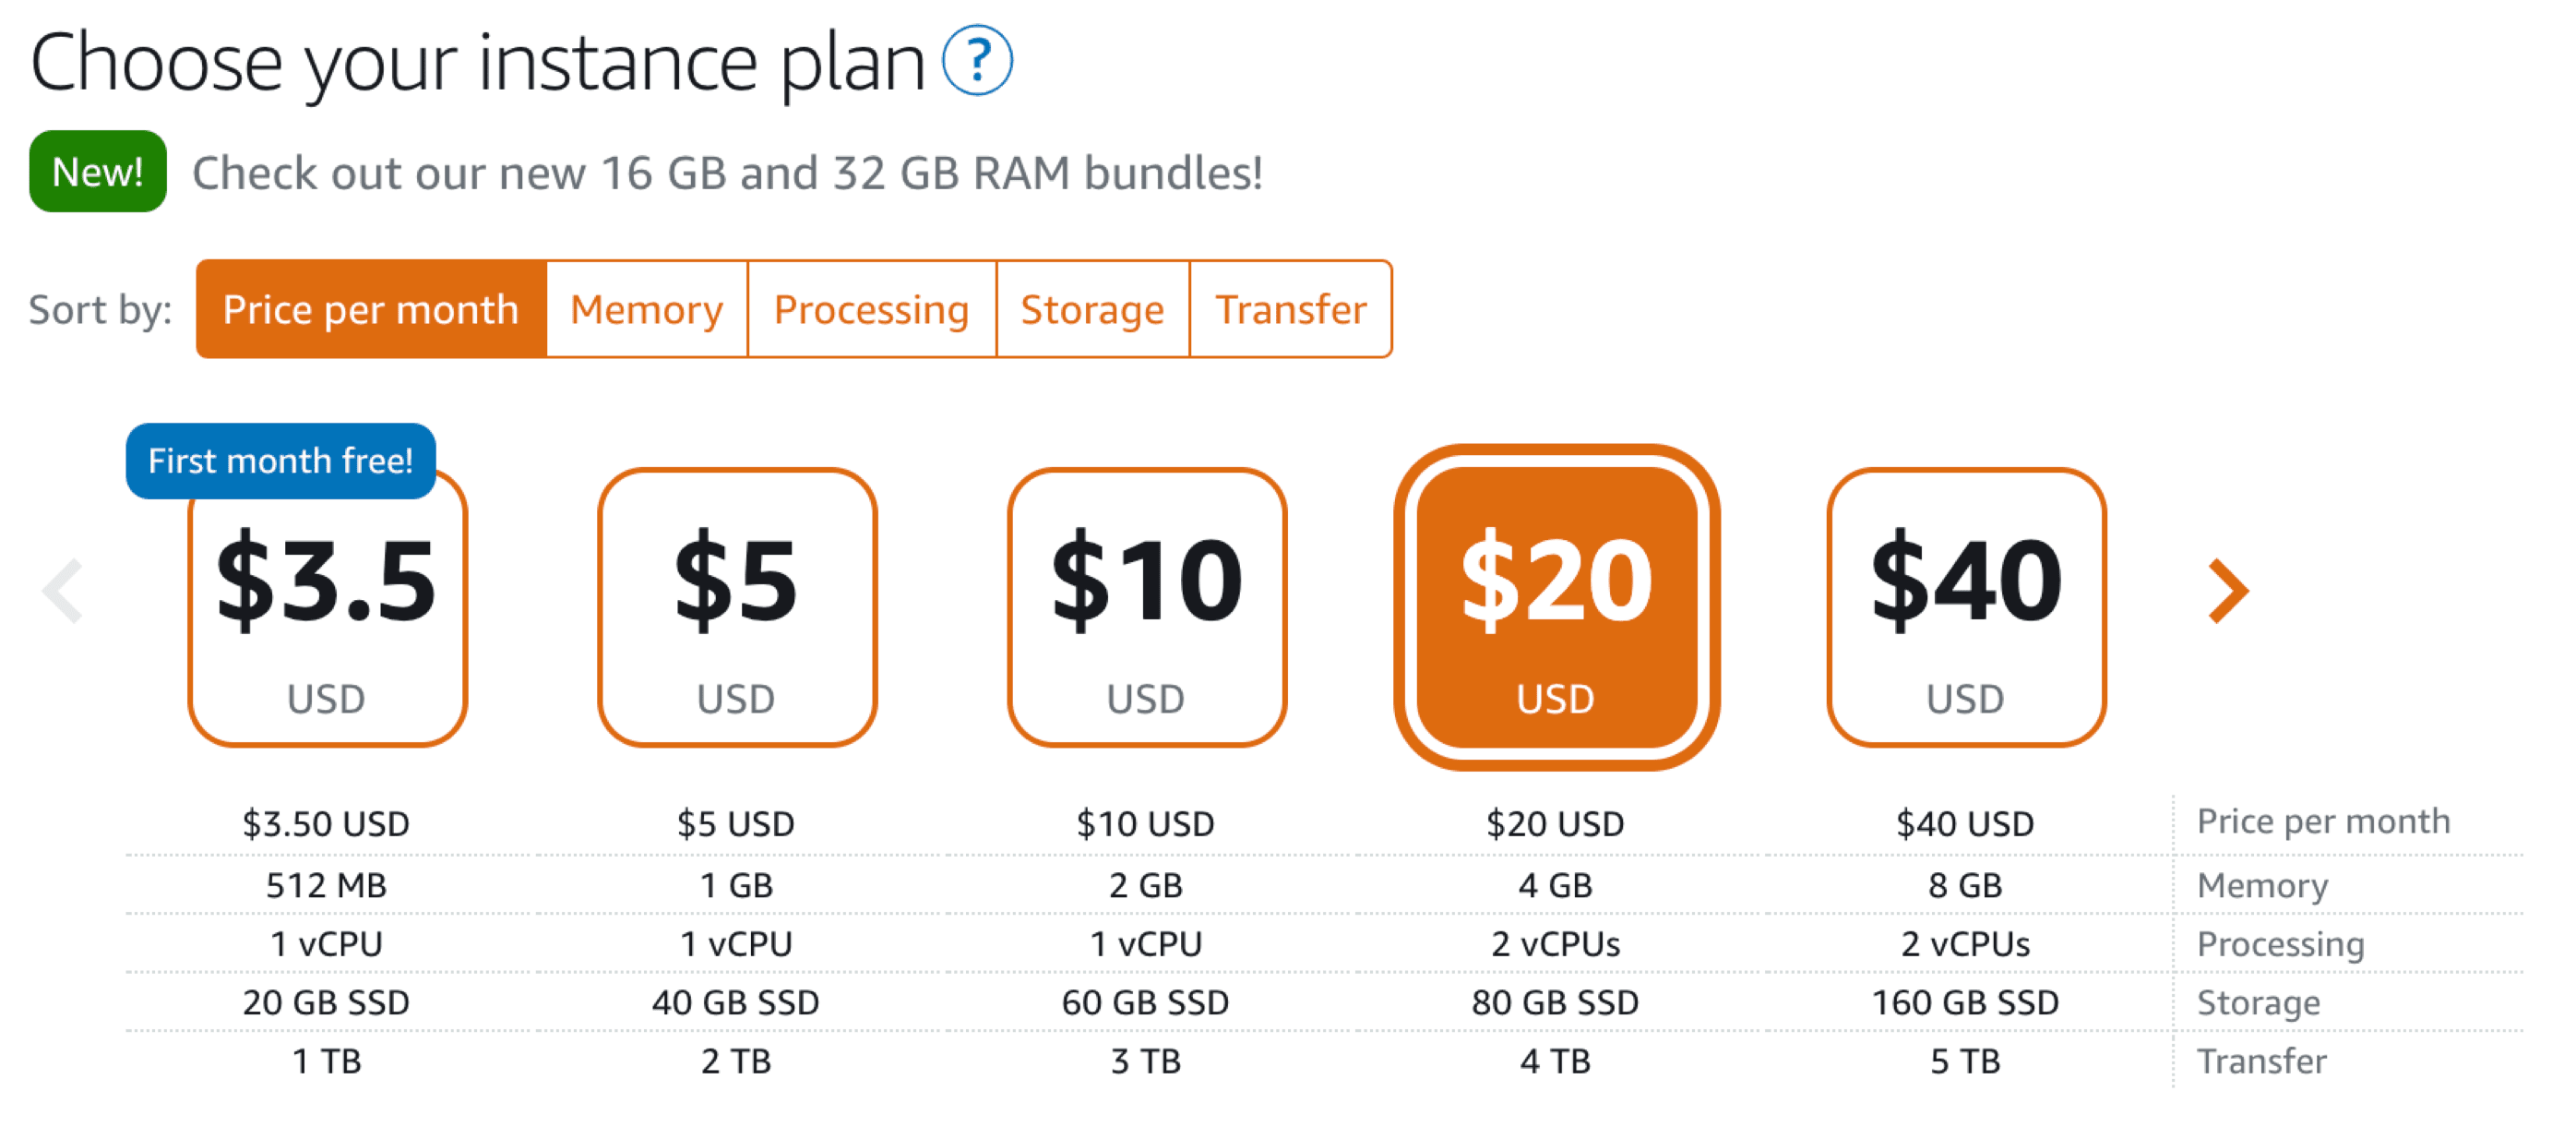 Choose your instance plan ?
New! Check out our new 16 GB and 32 GB RAM bundles!
Sort by: Price per month Memory Processing Storage Transfer
First month free!
$3.5 $5 $10 $20 $40
USD USD USD USD USD
$3.50 USD $5 USD $10 USD $20 USD $40 USD Price per month
512 MB 1 GB 2 GB 4 GB 8 GB Memory
1 vCPU 1 vCPU 1 vCPU 2 vCPUs 2 vCPUs Processing
20 GB SSD 40 GB SSD 60 GB SSD 80 GB SSD 160 GB SSD Storage
1 TB 2 TB 3 TB 4 TB 5 TB Transfer